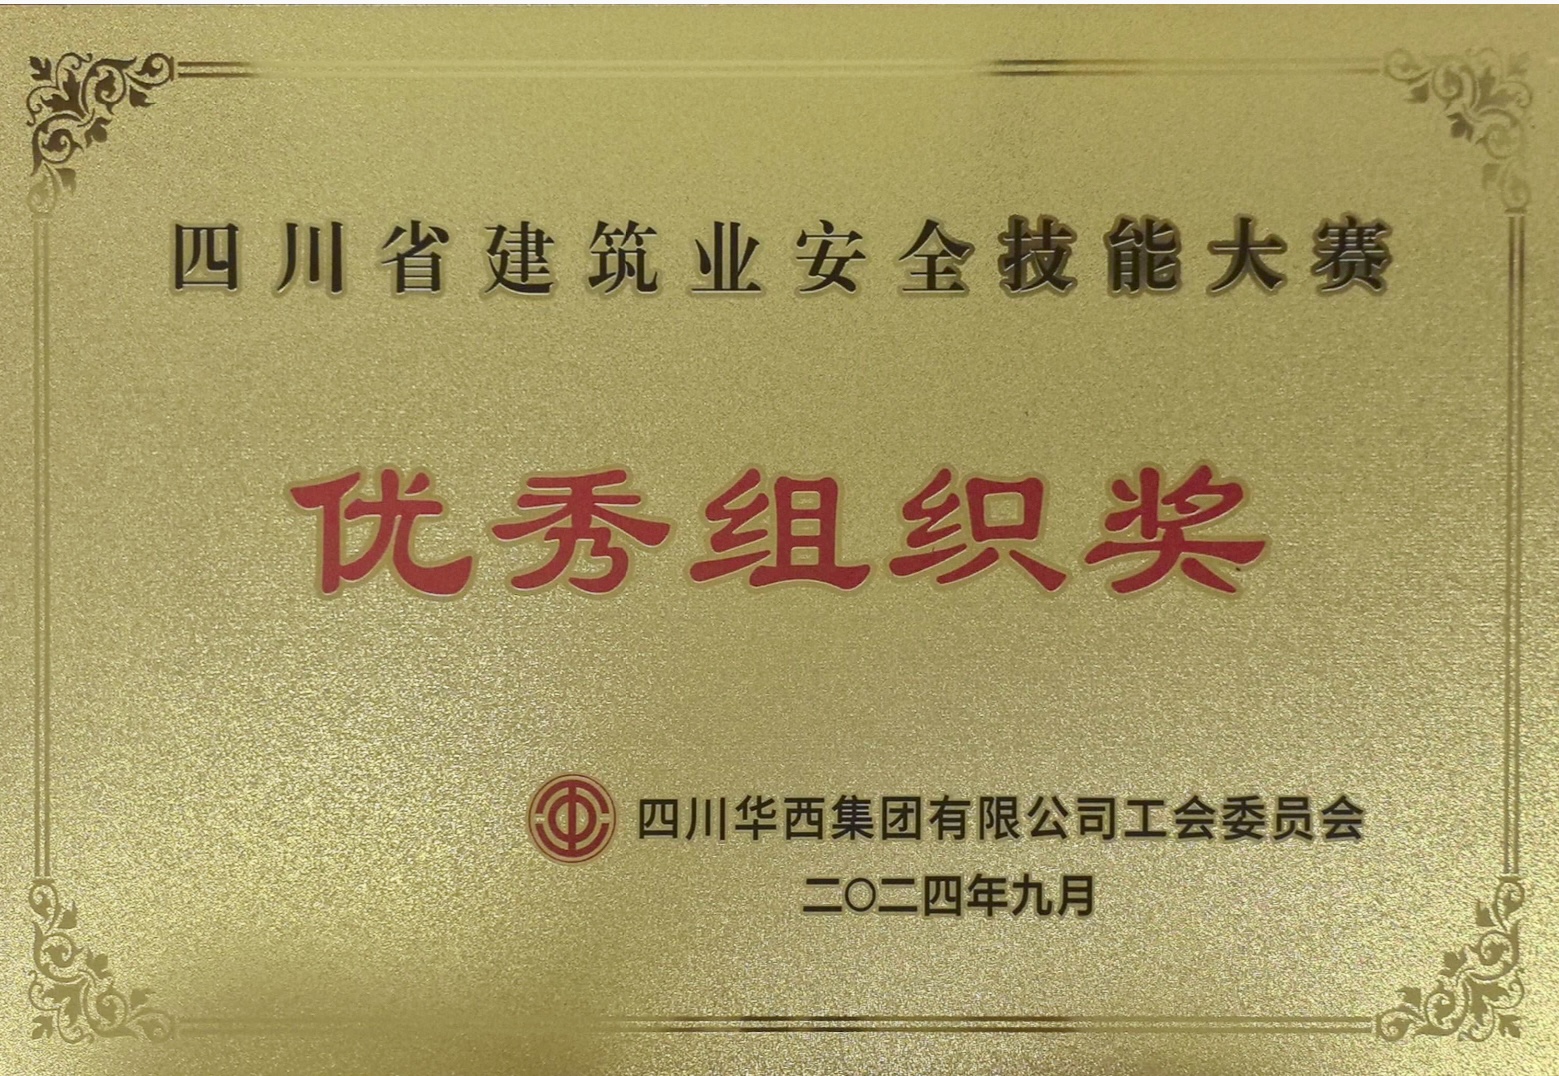 四川省建筑业安全技能大赛
优秀组织奖
四川华西集团有限公司工会委员会
二〇二四年九月